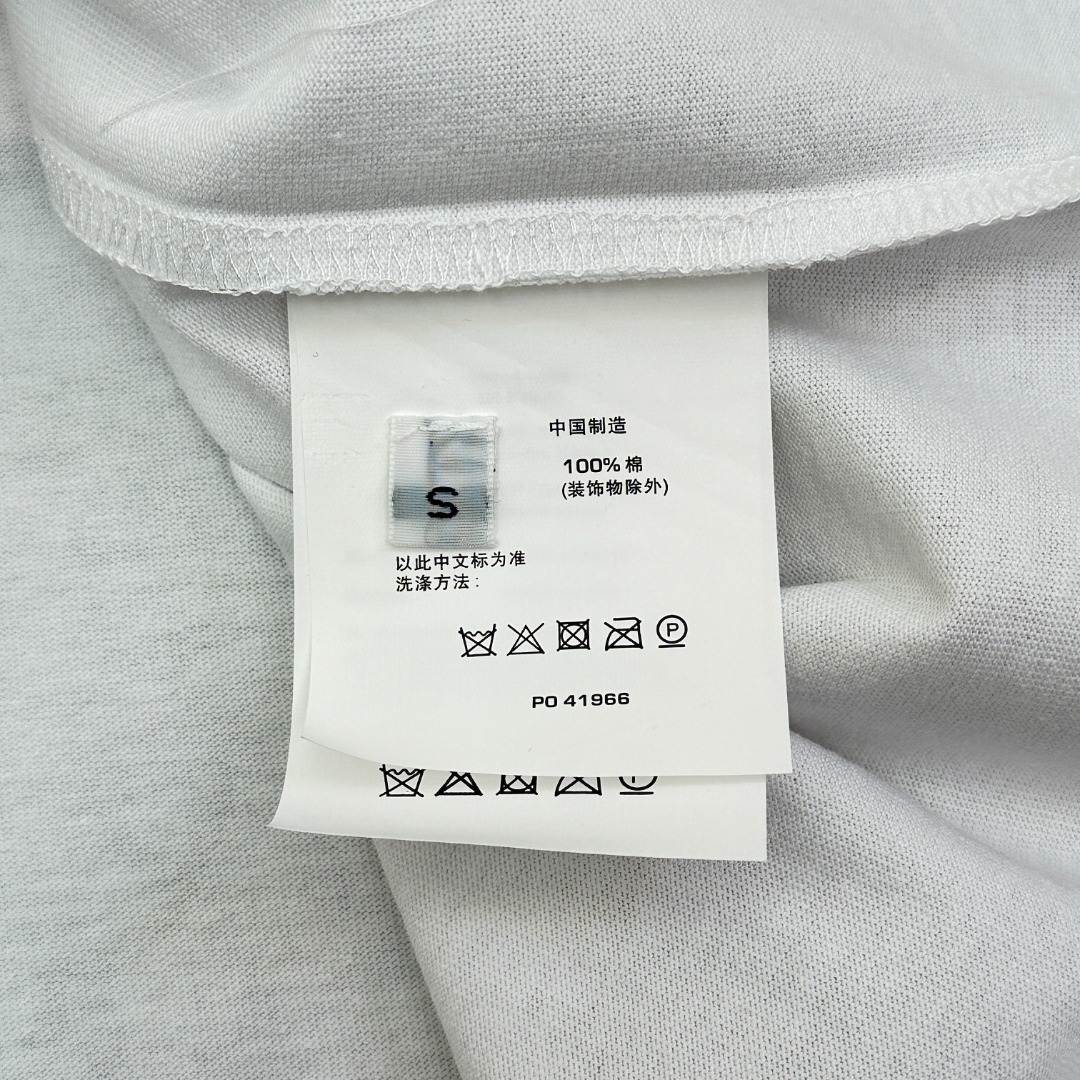 中国制造
100% 棉
(装饰物除外)
S
以此中文标为准
洗涤方法：
P
PO 41966